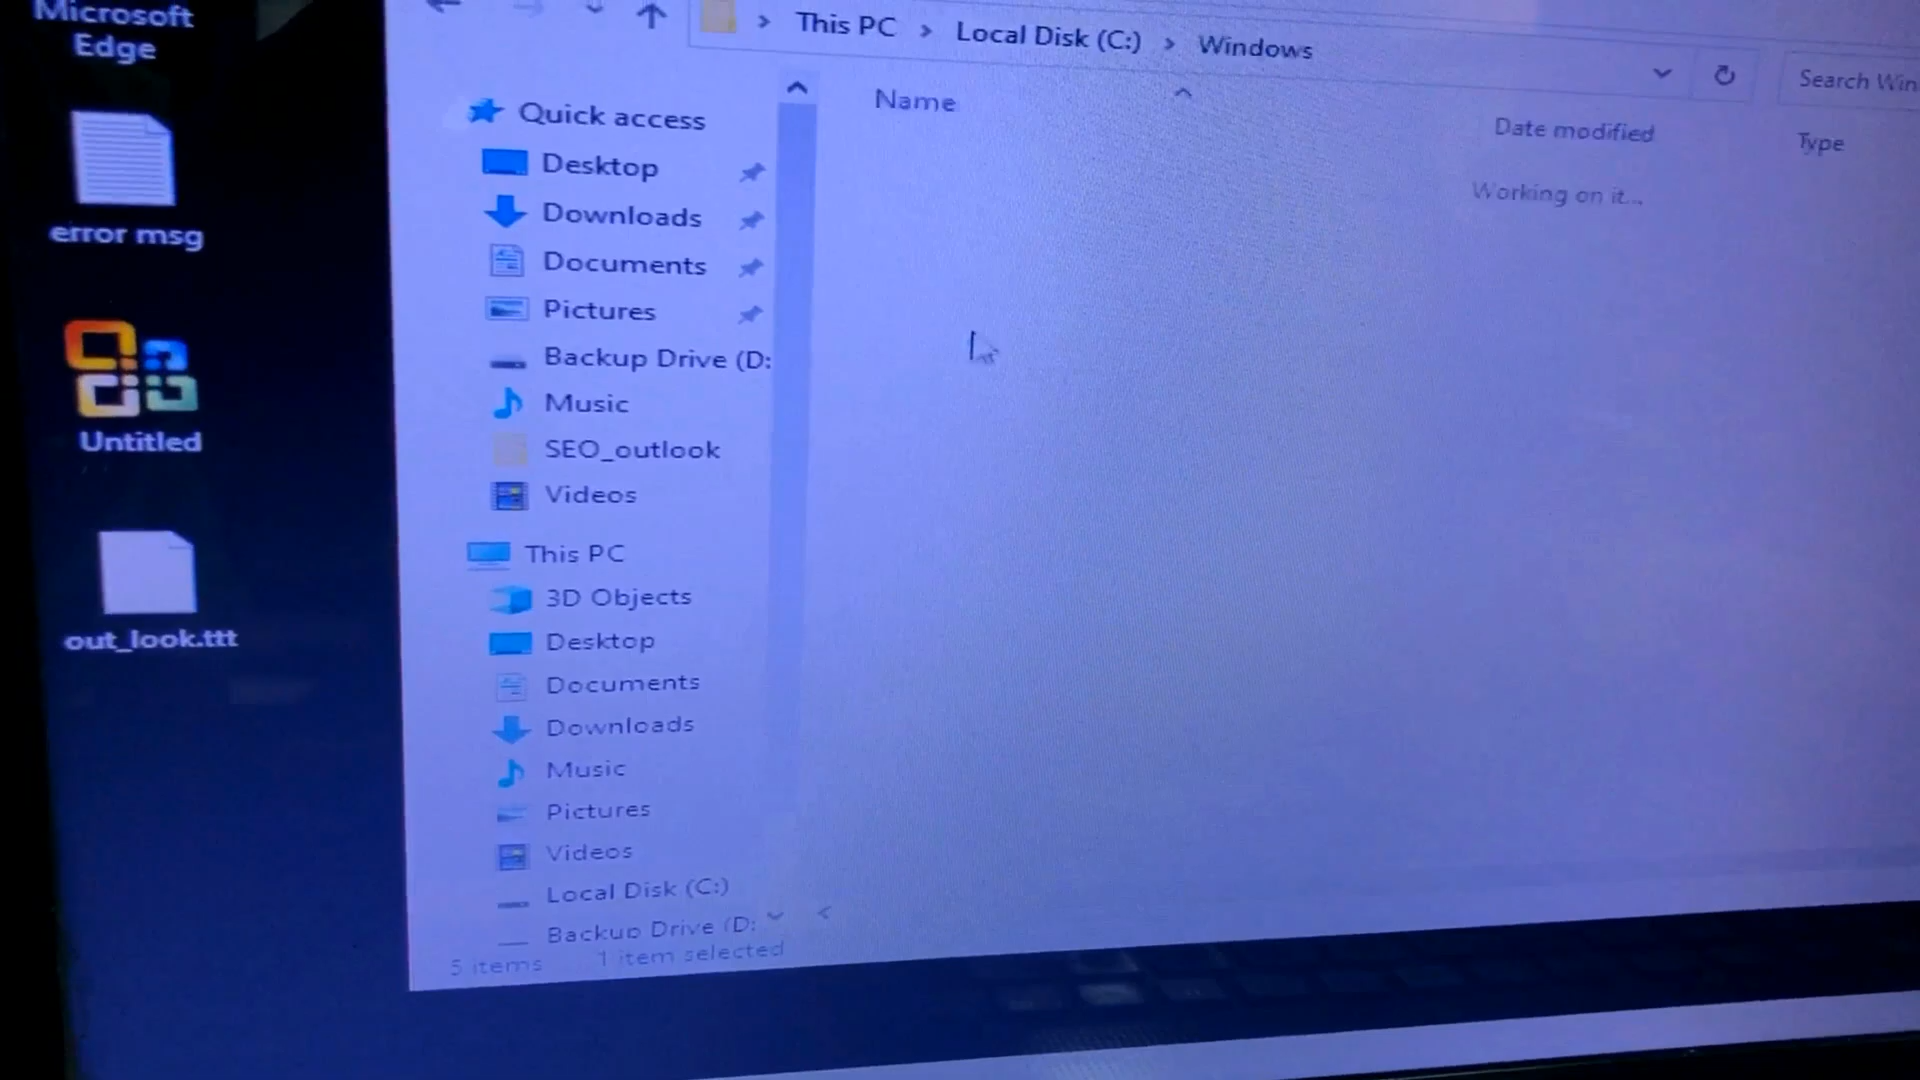 Microsoft
Edge
error msg
Untitled
out_look.ttt
This PC > Local Disk (C:) > Windows
Search Win
Name
Date modified
Type
Working on it...
Quick access
Desktop
Downloads
Documents
Pictures
Backup Drive (D:
Music
SEO_outlook
Videos
This PC
3D Objects
Desktop
Documents
Downloads
Music
Pictures
Videos
Local Disk (C:)
Backup Drive (D:
5 items 1 item selected